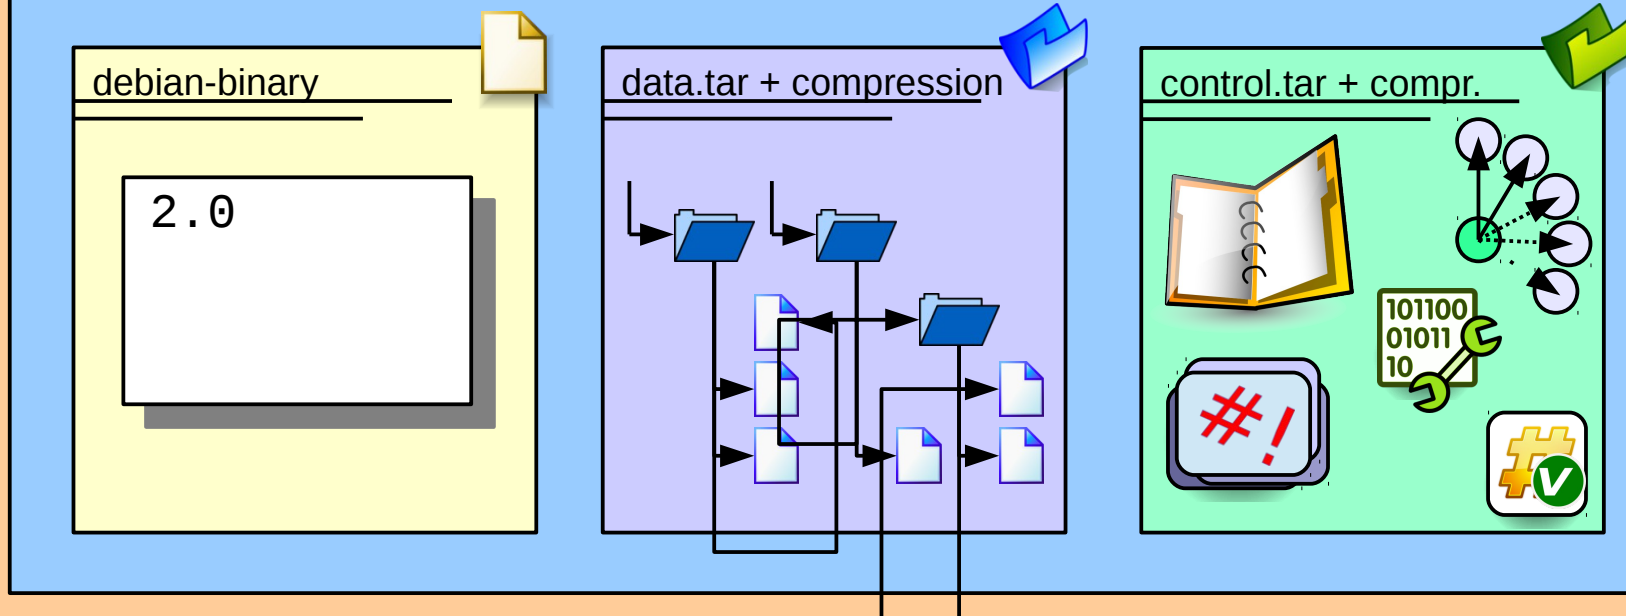 debian-binary
2.0
data.tar + compression
control.tar + compr.
101100
01011
10
#!
#
v